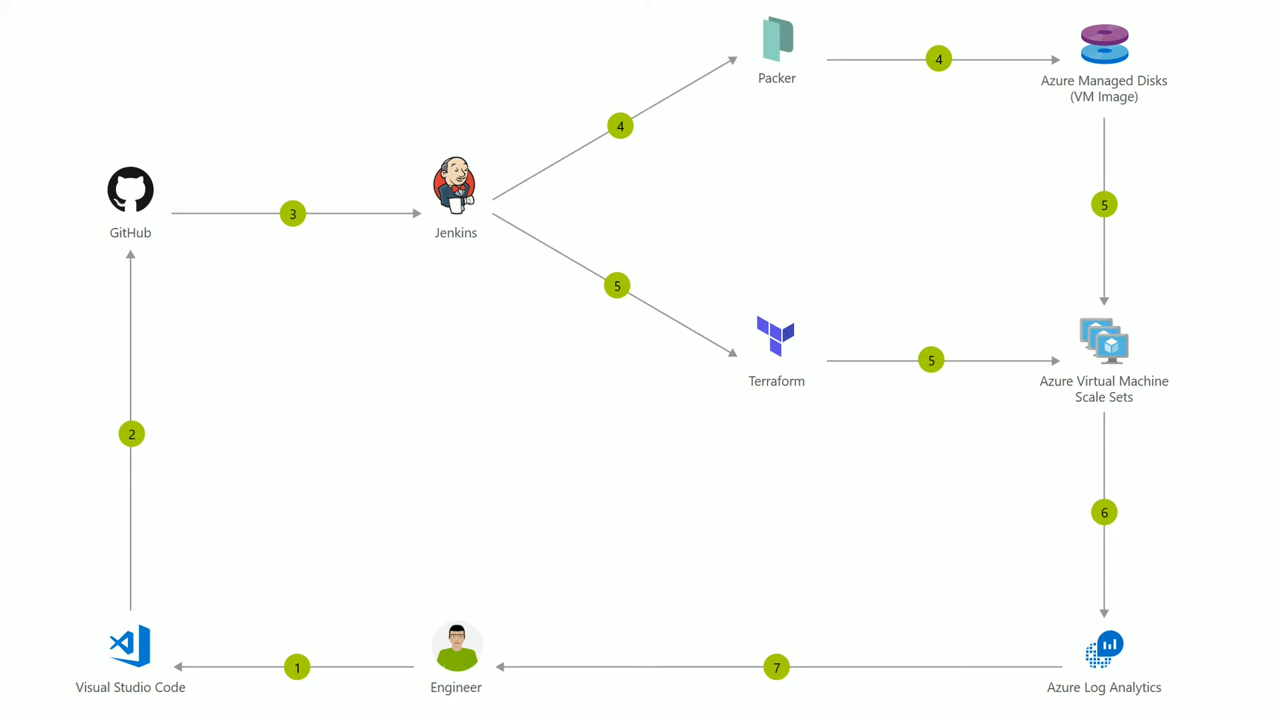 4
4
Packer
Azure Managed Disks
(VM Image)
3
5
GitHub
Jenkins
5
5
Terraform
Azure Virtual Machine
Scale Sets
2
6
1
7
Visual Studio Code
Engineer
Azure Log Analytics